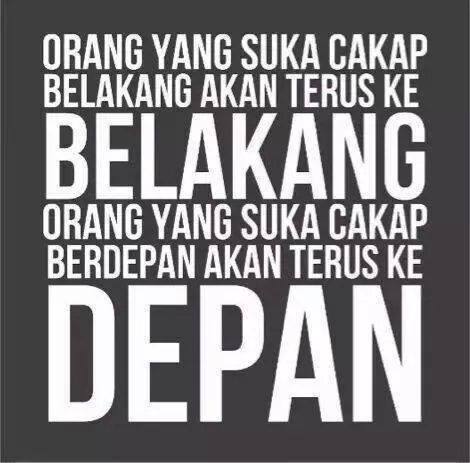 ORANG YANG SUKA CAKAP
BELAKANG AKAN TERUS KE
BELAKANG
ORANG YANG SUKA CAKAP
BERDEPAN AKAN TERUS KE
DEPAN